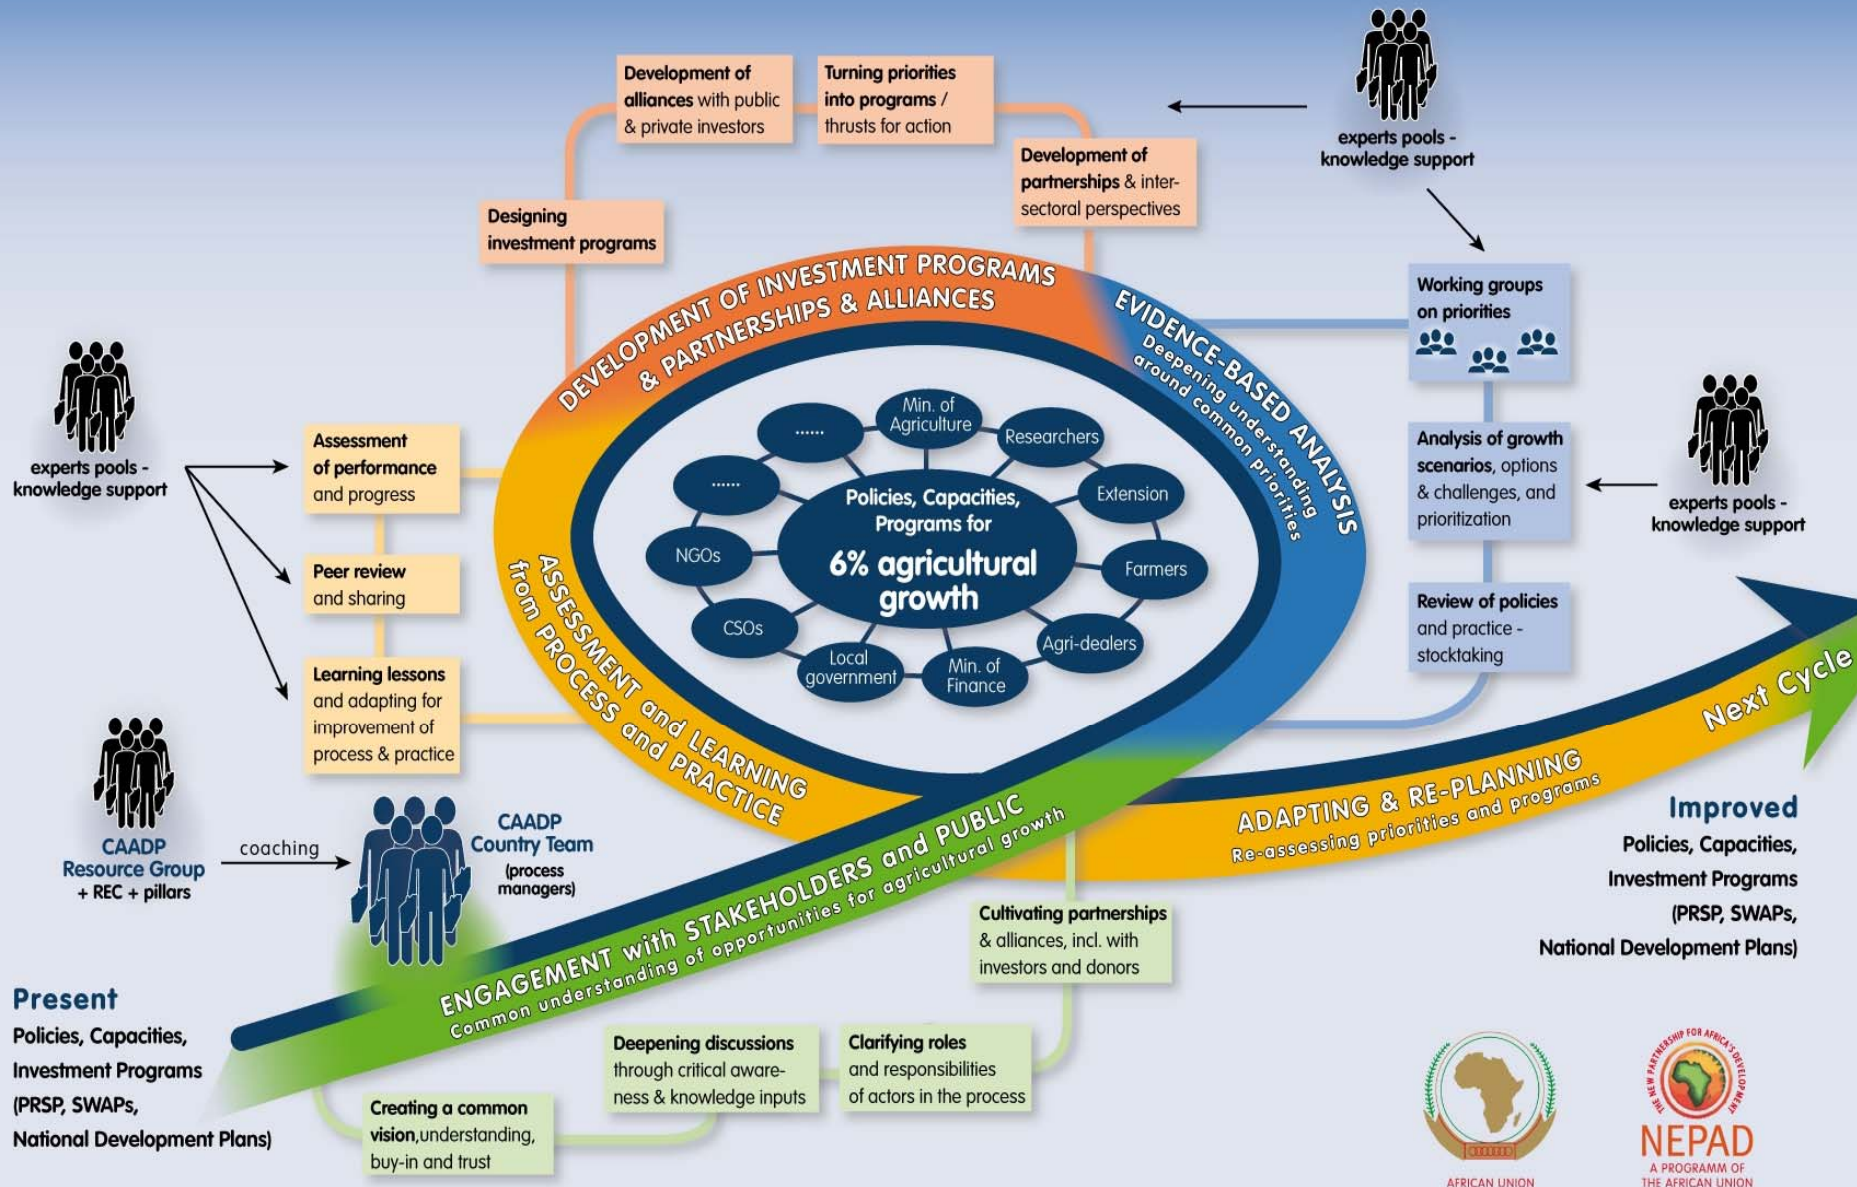 Development of
alliances with public
& private investors
Turning priorities
into programs /
thrusts for action
Development of
partnerships & inter-
sectoral perspectives
Designing
investment programs
experts pools -
knowledge support
DEVELOPMENT OF INVESTMENT PROGRAMS
& PARTNERSHIPS & ALLIANCES
EVIDENCE-BASED ANALYSIS
Deepening understanding
around common priorities
Working groups
on priorities
Analysis of growth
scenarios, options
& challenges, and
prioritization
Review of policies
and practice -
stocktaking
experts pools -
knowledge support
experts pools -
knowledge support
Assessment
of performance
and progress
Peer review
and sharing
Learning lessons
and adapting for
improvement of
process & practice
ASSESSMENT and LEARNING
from PROCESS and PRACTICE
Min. of
Agriculture
Researchers
Extension
Farmers
Agri-dealers
Min. of
Finance
Local
government
CSOs
NGOs
......
......
Policies, Capacities,
Programs for
6% agricultural
growth
CAADP
Resource Group
+ REC + pillars
coaching
CAADP
Country Team
(process
managers)
ENGAGEMENT with STAKEHOLDERS and PUBLIC
Common understanding of opportunities for agricultural growth
ADAPTING & RE-PLANNING
Re-assessing priorities and programs
Next Cycle
Improved
Policies, Capacities,
Investment Programs
(PRSP, SWAPs,
National Development Plans)
Present
Policies, Capacities,
Investment Programs
(PRSP, SWAPs,
National Development Plans)
Creating a common
vision,understanding,
buy-in and trust
Deepening discussions
through critical aware-
ness & knowledge inputs
Clarifying roles
and responsibilities
of actors in the process
Cultivating partnerships
& alliances, incl. with
investors and donors
AFRICAN UNION
THE NEW PARTNERSHIP FOR AFRICA'S DEVELOPMENT
NEPAD
A PROGRAMM OF
THE AFRICAN UNION